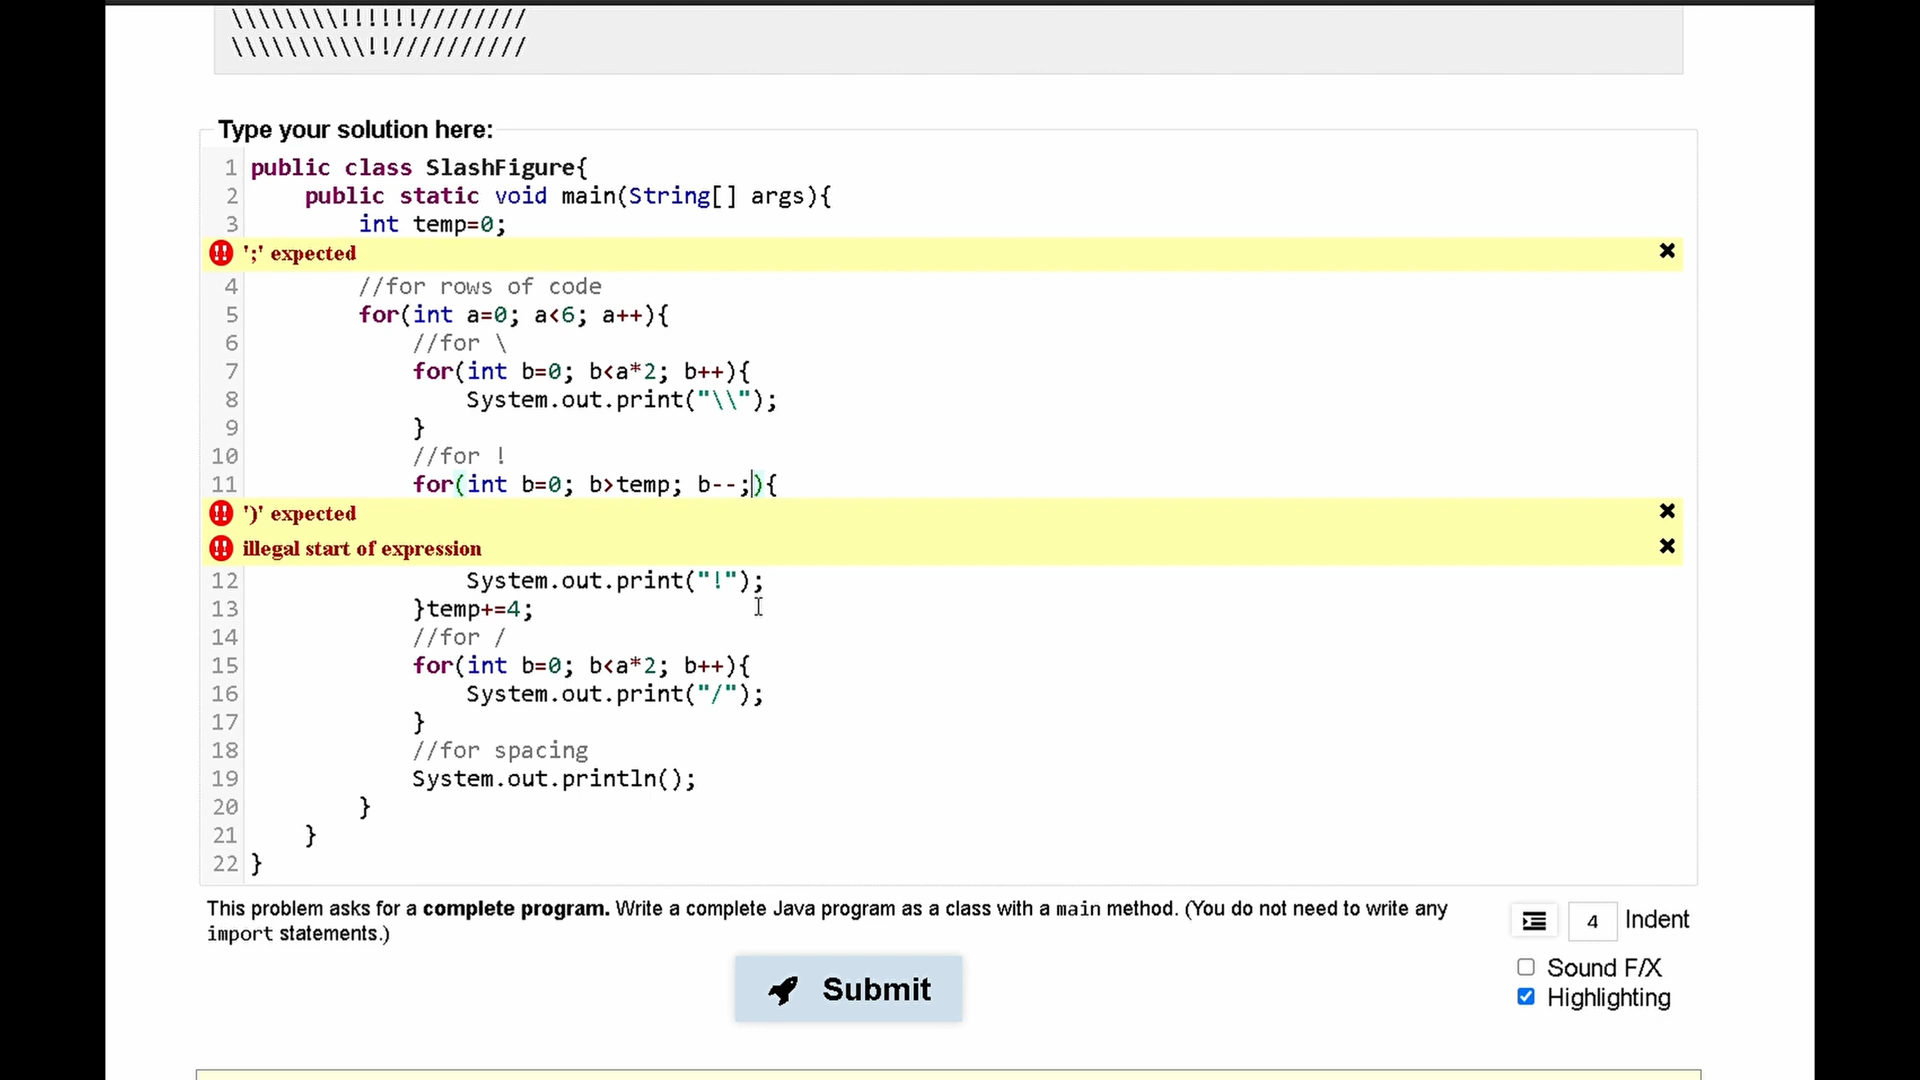 \\\\\\\\!!!!!!////////
\\\\\\\\\\!!//////////
Type your solution here:
1 public class SlashFigure{
2 public static void main(String[] args){
3 int temp=0;
!! ';' expected ✖
4 //for rows of code
5 for(int a=0; a<6; a++){
6 //for \
7 for(int b=0; b<a*2; b++){
8 System.out.print("\\");
9 }
10 //for !
11 for(int b=0; b>temp; b--;){
!! ')' expected ✖
!! illegal start of expression ✖
12 System.out.print("!");
13 }temp+=4;
14 //for /
15 for(int b=0; b<a*2; b++){
16 System.out.print("/");
17 }
18 //for spacing
19 System.out.println();
20 }
21 }
22 }
This problem asks for a complete program. Write a complete Java program as a class with a main method. (You do not need to write any
import statements.)
4 Indent
Submit
Sound F/X
Highlighting